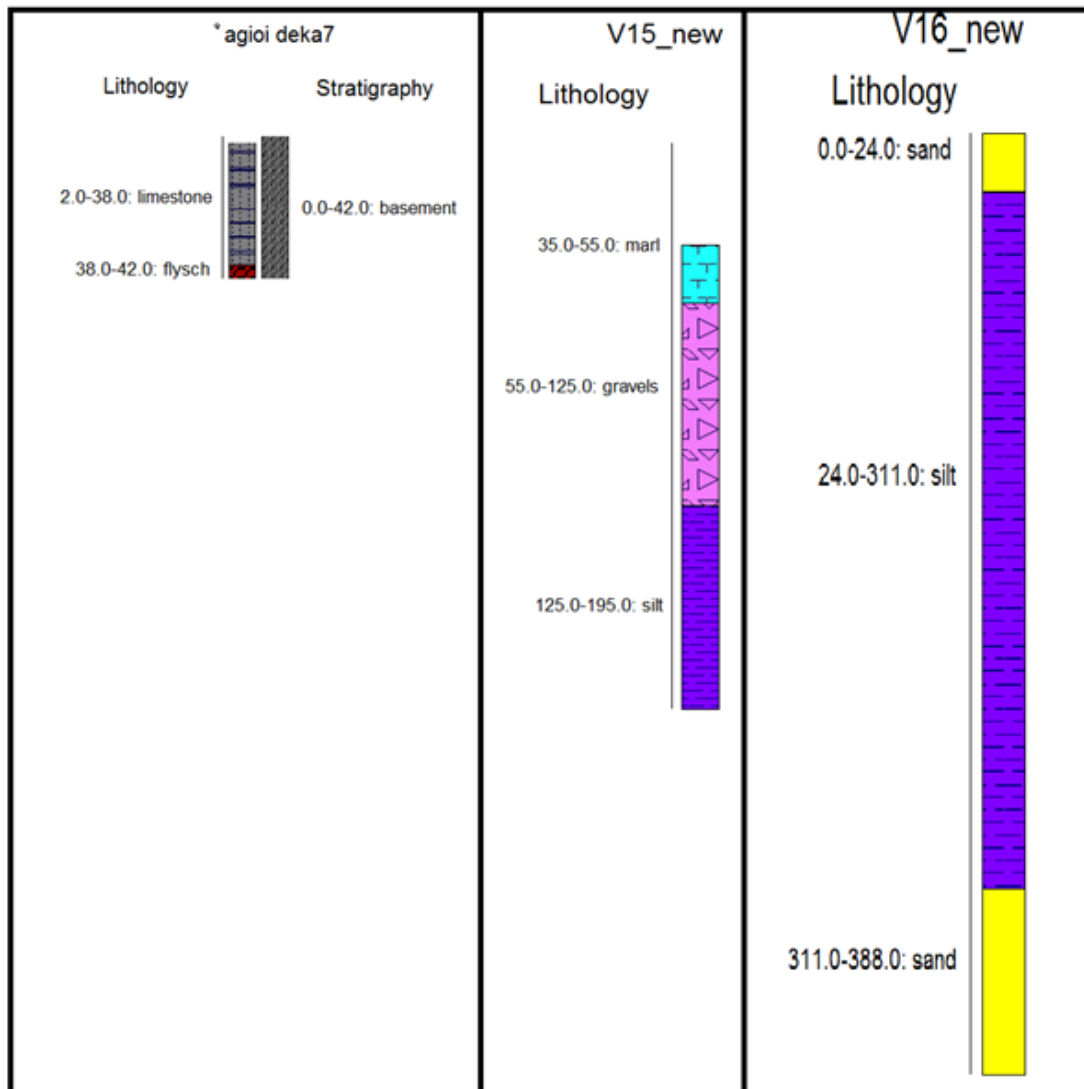 *agioi deka7
Lithology
Stratigraphy
2.0-38.0: limestone
0.0-42.0: basement
38.0-42.0: flysch
V15_new
Lithology
35.0-55.0: marl
55.0-125.0: gravels
125.0-195.0: silt
V16_new
Lithology
0.0-24.0: sand
24.0-311.0: silt
311.0-388.0: sand